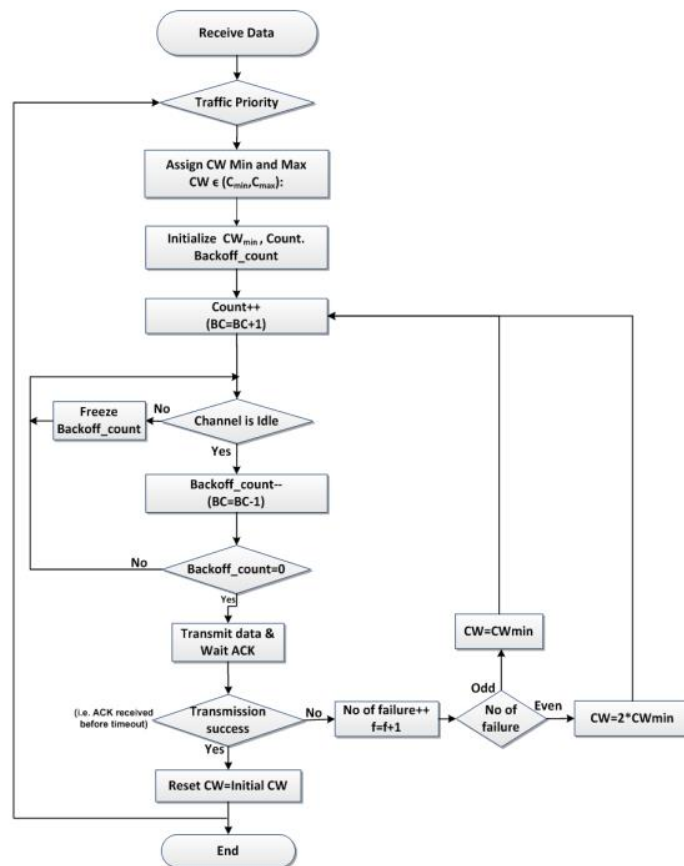 Receive Data
Traffic Priority
Assign CW Min and Max
CW ϵ (Cmin,Cmax):
Initialize CWmin , Count.
Backoff_count
Count++
(BC=BC+1)
Freeze
Backoff_count
No
Channel is Idle
Yes
Backoff_count--
(BC=BC-1)
No
Backoff_count=0
Yes
Transmit data &
Wait ACK
CW=CWmin
(i.e. ACK received
before timeout)
Transmission
success
No
No of failure++
f=f+1
Odd
No of
failure
Even
CW=2*CWmin
Yes
Reset CW=Initial CW
End